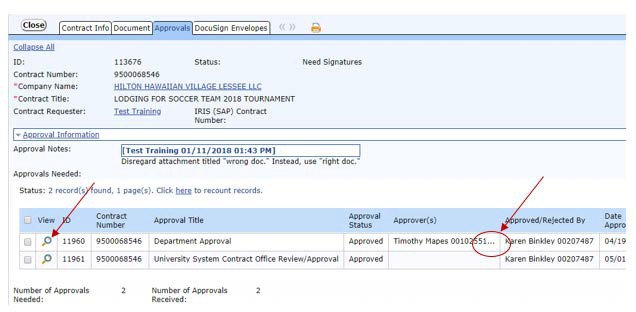 Close Contract Info Document Approvals DocuSign Envelopes
Collapse All
ID: 113676 Status: Need Signatures
Contract Number: 9500068546
*Company Name: HILTON HAWAIIAN VILLAGE LESSEE LLC
*Contract Title: LODGING FOR SOCCER TEAM 2018 TOURNAMENT
Contract Requester: Test Training IRIS (SAP) Contract
Number:
Approval Information
Approval Notes: [Test Training 01/11/2018 01:43 PM]
Disregard attachment titled "wrong doc." Instead, use "right doc."
Approvals Needed:
Status: 2 record(s) found, 1 page(s). Click here to recount records.
View ID Contract Number Approval Title Approval Status Approver(s) Approved/Rejected By Date Appro
11960 9500068546 Department Approval Approved Timothy Mapes 00102551... Karen Binkley 00207487 04/19
11961 9500068546 University System Contract Office Review/Approval Approved Karen Binkley 00207487 05/01
Number of Approvals Needed: 2 Number of Approvals Received: 2